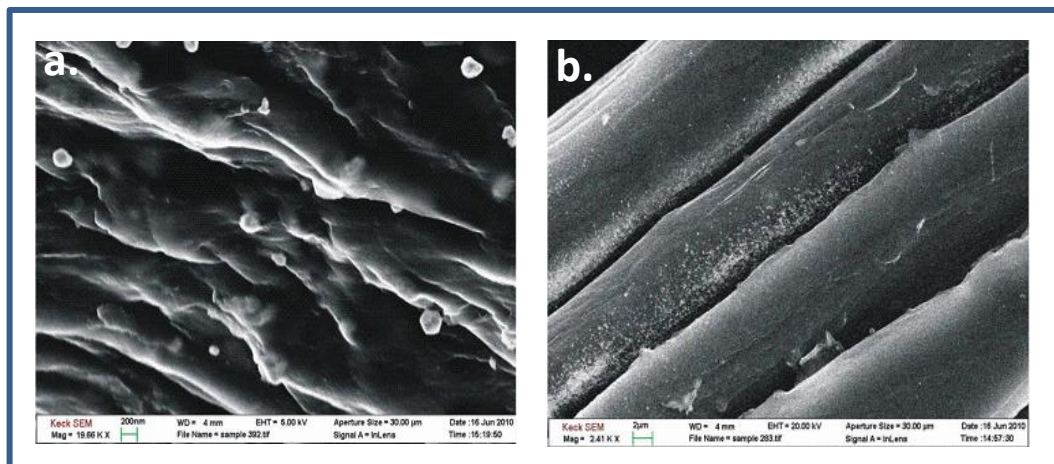 a.
Keck SEM 200nm WD = 4 mm EHT = 5.00 kV Aperture Size = 30.00 µm Date :16 Jun 2010
Mag = 19.66 K X File Name = sample 392.tif Signal A = InLens Time :15:19:50
b.
Keck SEM 2µm WD = 4 mm EHT = 20.00 kV Aperture Size = 30.00 µm Date :16 Jun 2010
Mag = 2.41 K X File Name = sample 283.tif Signal A = InLens Time :14:57:30